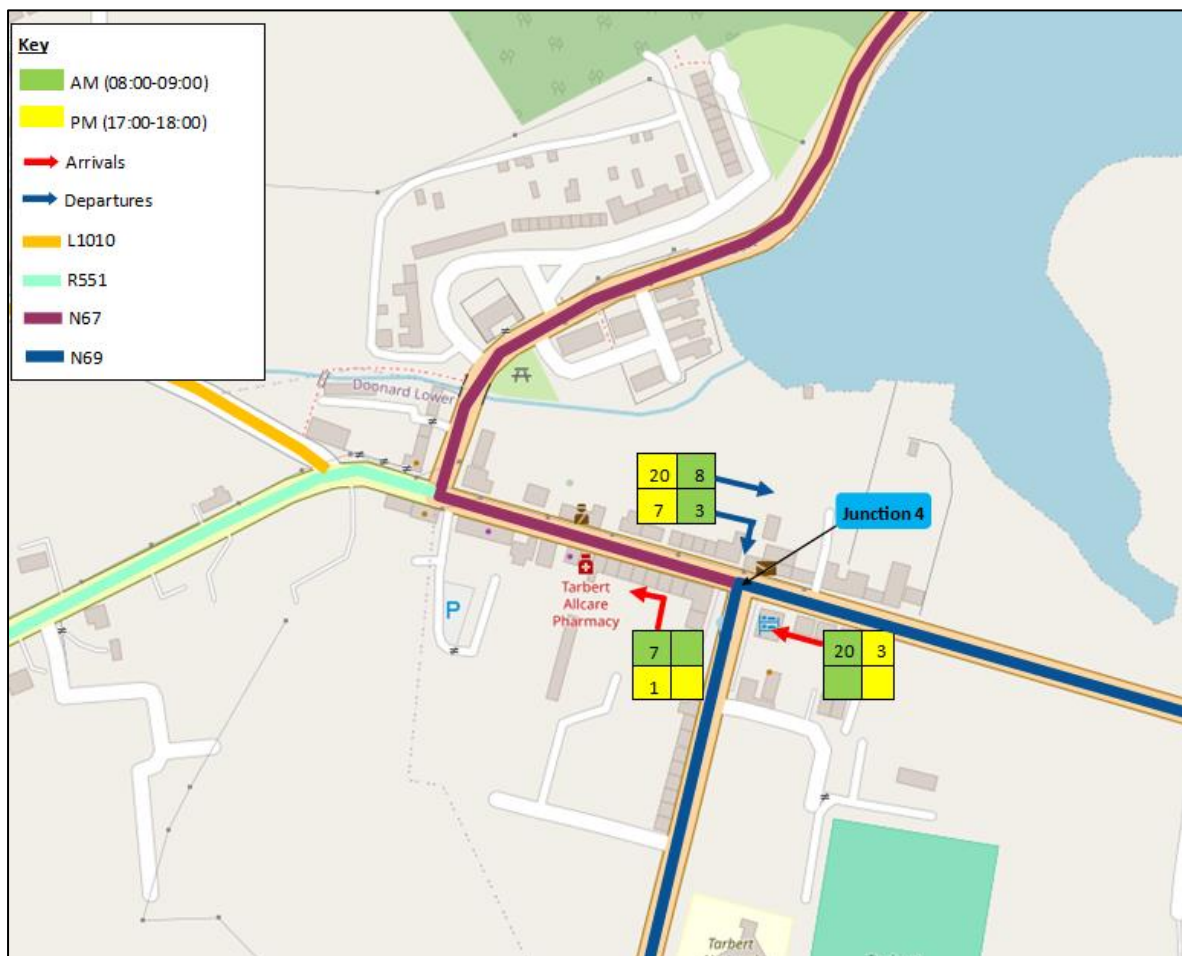 Key
AM (08:00-09:00)
PM (17:00-18:00)
Arrivals
Departures
L1010
R551
N67
N69
Doonard Lower
20 8
7 3
Junction 4
Tarbert
Allcare
Pharmacy
P
7
1
20 3
Tarbert